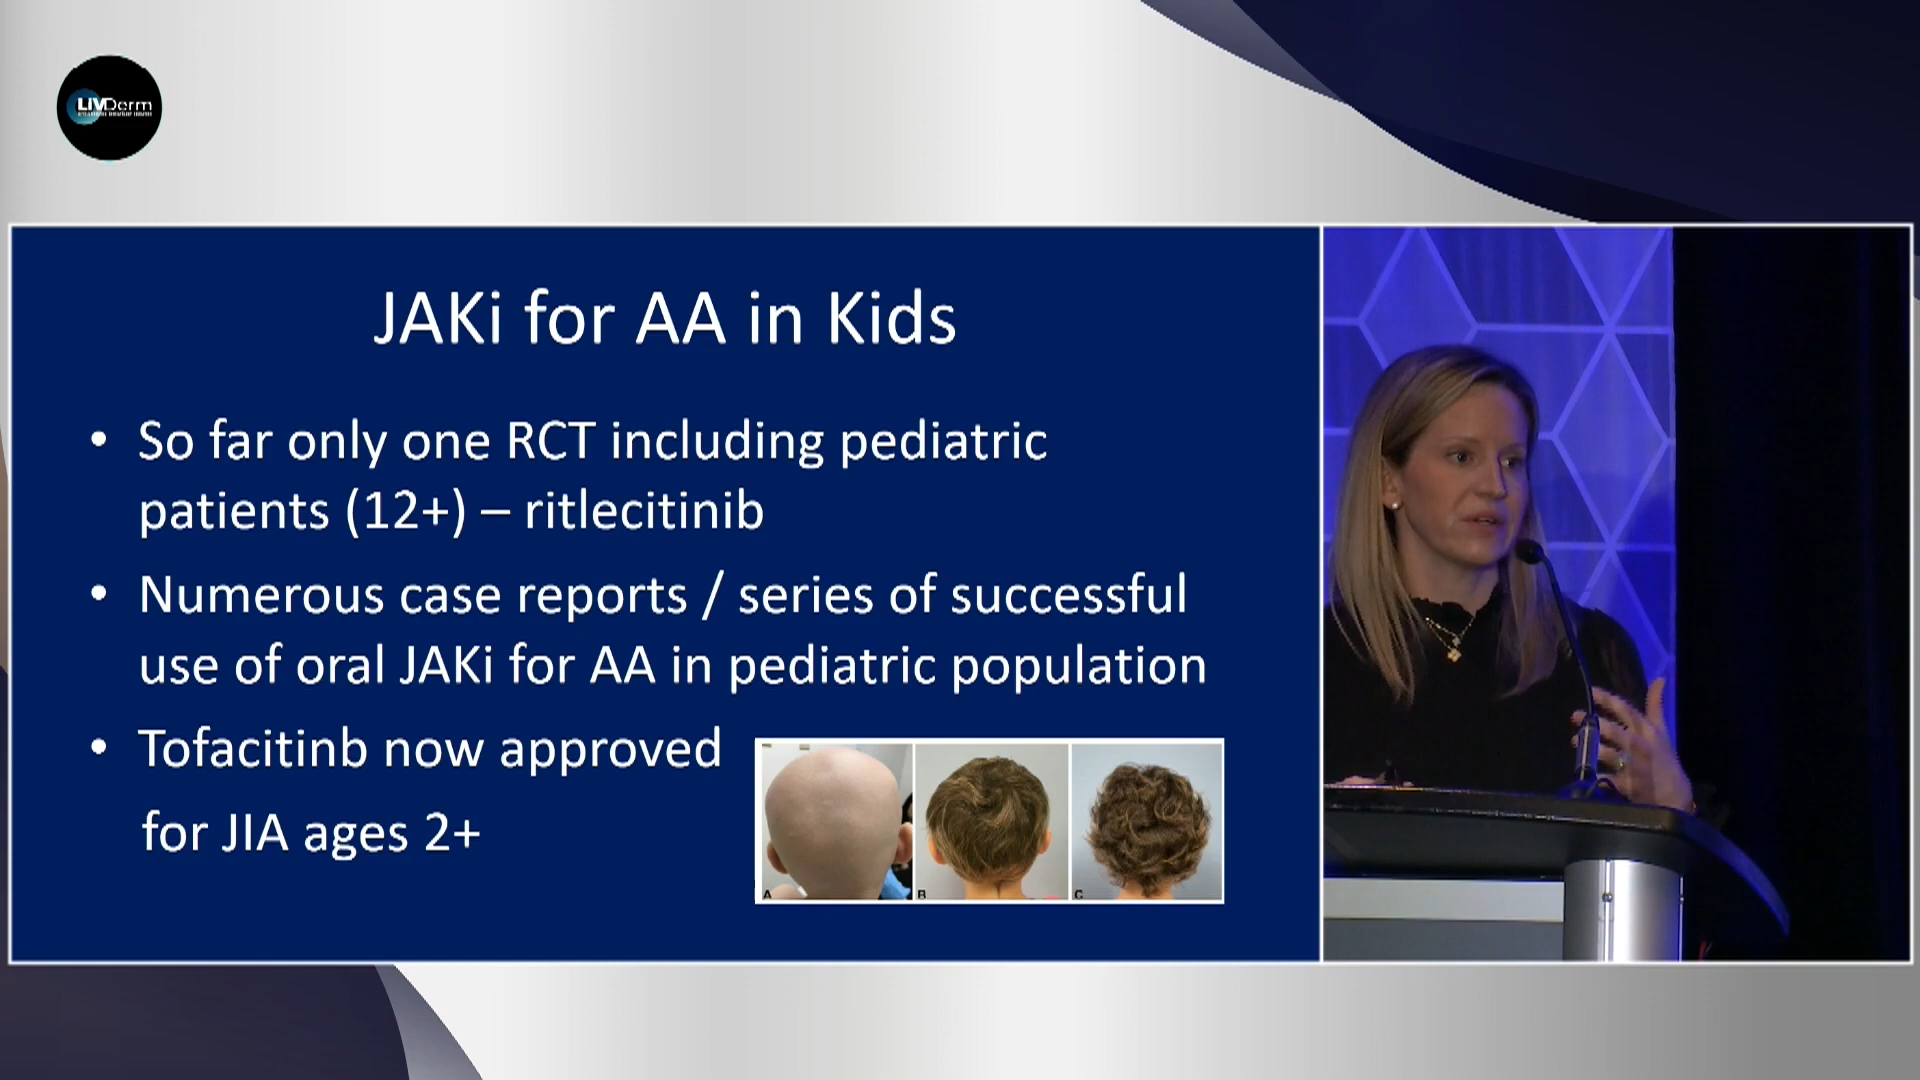 LIVDerm
JAKi for AA in Kids
• So far only one RCT including pediatric
patients (12+) – ritlecitinib
• Numerous case reports / series of successful
use of oral JAKi for AA in pediatric population
• Tofacitinb now approved
for JIA ages 2+
A B C